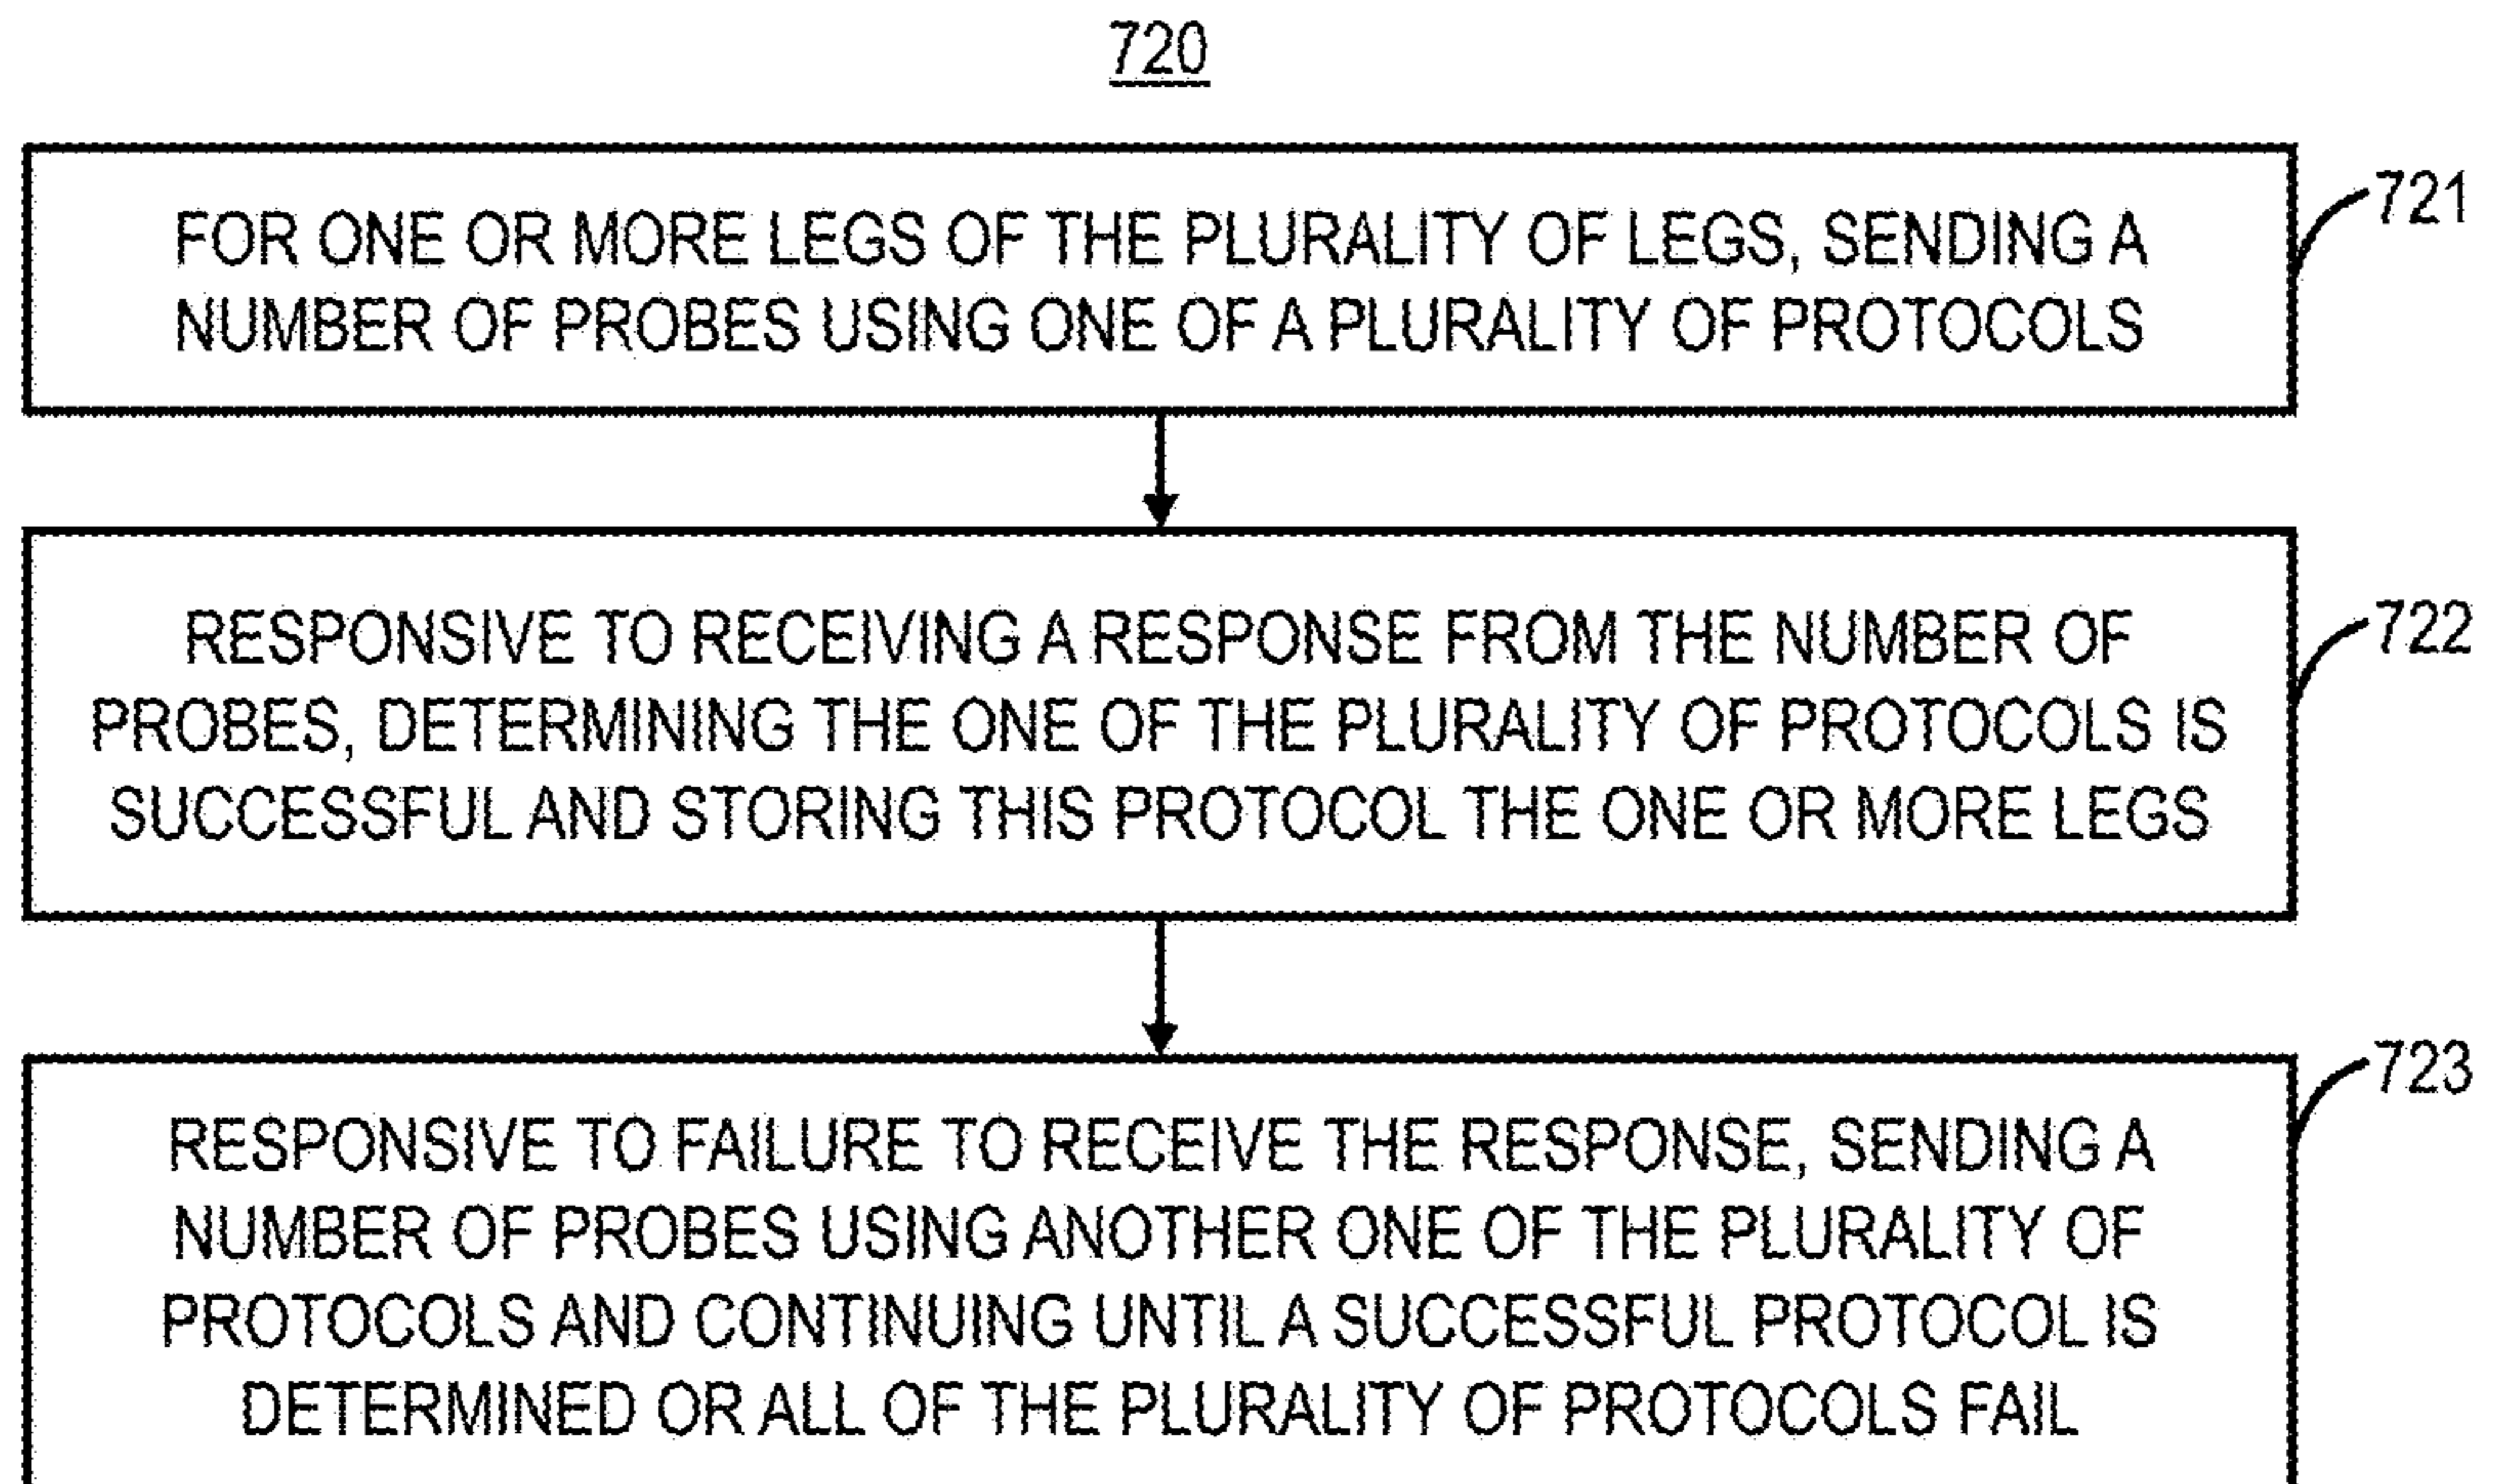 720
FOR ONE OR MORE LEGS OF THE PLURALITY OF LEGS, SENDING A
NUMBER OF PROBES USING ONE OF A PLURALITY OF PROTOCOLS
721
RESPONSIVE TO RECEIVING A RESPONSE FROM THE NUMBER OF
PROBES, DETERMINING THE ONE OF THE PLURALITY OF PROTOCOLS IS
SUCCESSFUL AND STORING THIS PROTOCOL THE ONE OR MORE LEGS
722
RESPONSIVE TO FAILURE TO RECEIVE THE RESPONSE, SENDING A
NUMBER OF PROBES USING ANOTHER ONE OF THE PLURALITY OF
PROTOCOLS AND CONTINUING UNTIL A SUCCESSFUL PROTOCOL IS
DETERMINED OR ALL OF THE PLURALITY OF PROTOCOLS FAIL
723